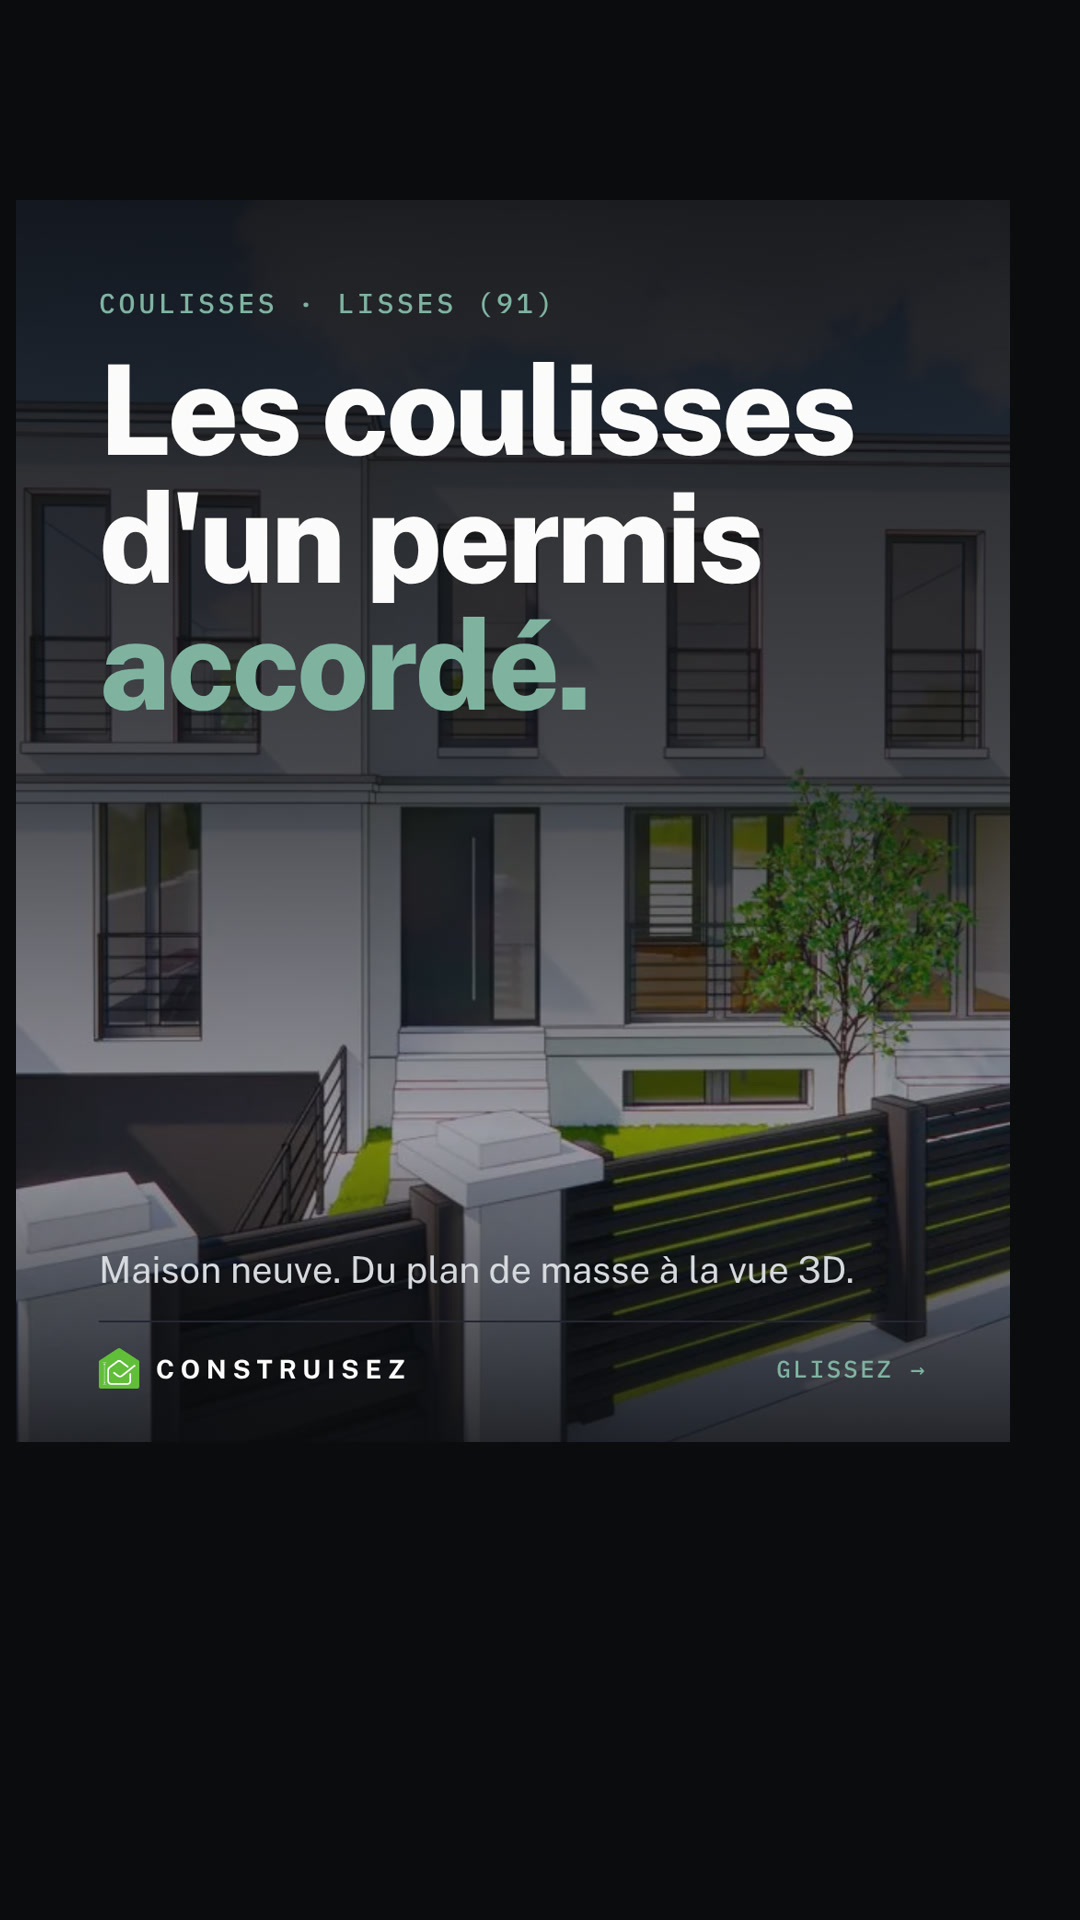 COULISSES · LISSES (91)
Les coulisses
d'un permis
accordé.
Maison neuve. Du plan de masse à la vue 3D.
CONSTRUISEZ
GLISSEZ →